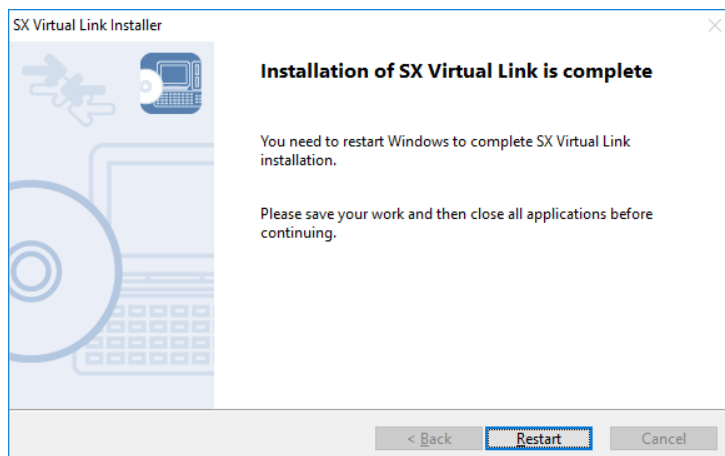 SX Virtual Link Installer
Installation of SX Virtual Link is complete
You need to restart Windows to complete SX Virtual Link
installation.
Please save your work and then close all applications before
continuing.
< Back
Restart
Cancel